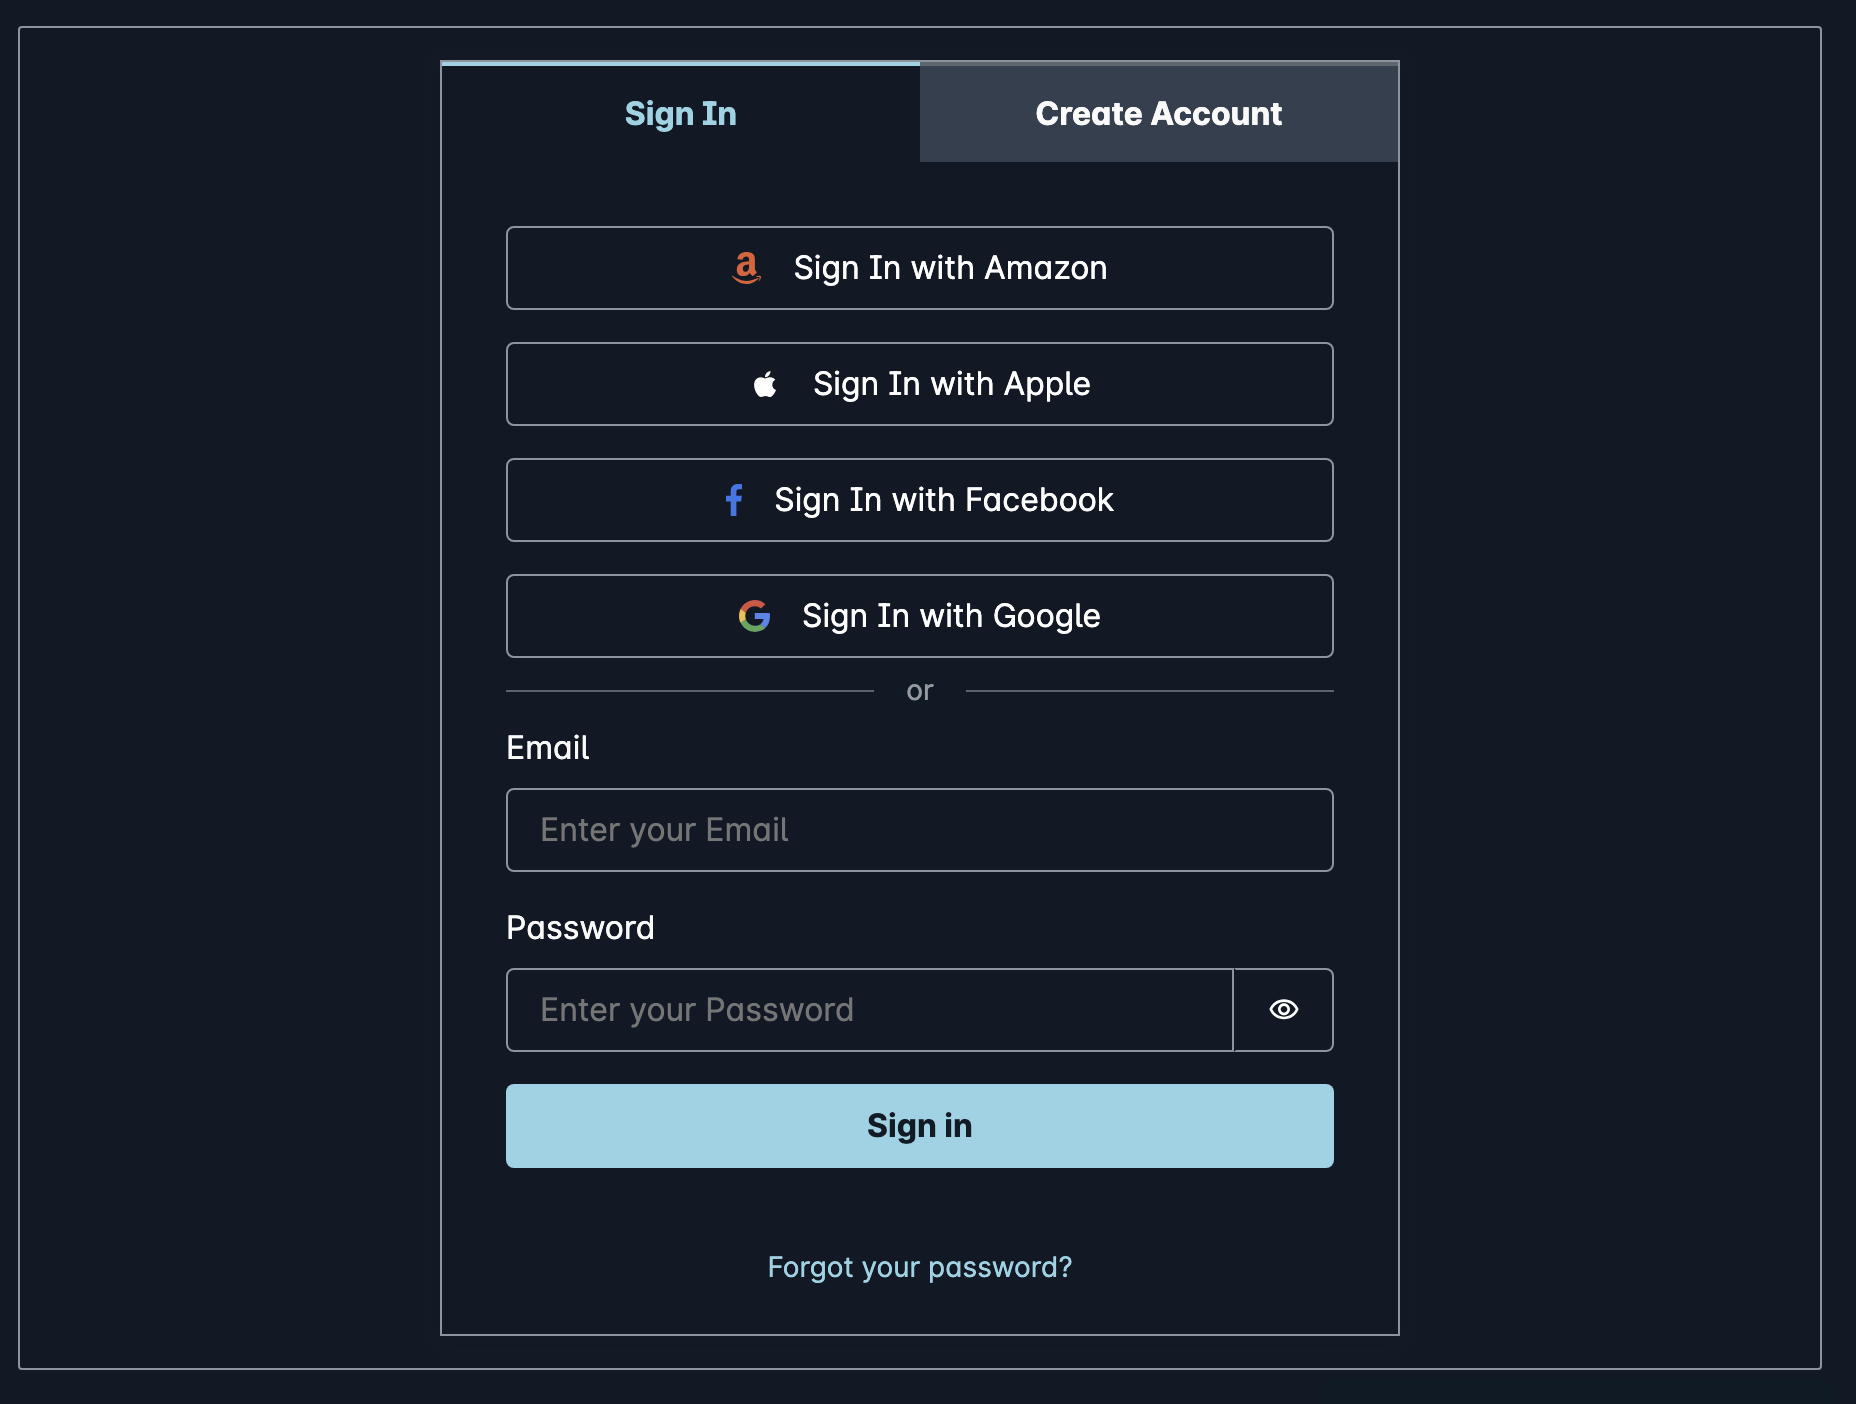 Sign In
Create Account
Sign In with Amazon
Sign In with Apple
Sign In with Facebook
Sign In with Google
or
Email
Enter your Email
Password
Enter your Password
Sign in
Forgot your password?